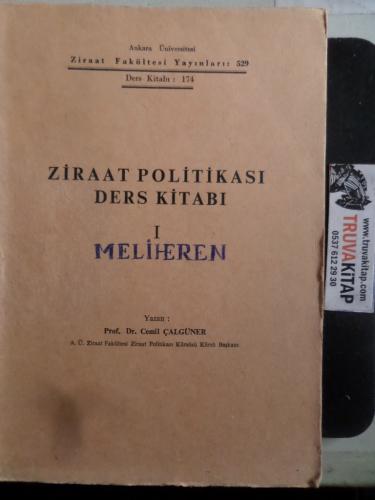 Ankara Üniversitesi
Ziraat Fakültesi Yayınları: 529
Ders Kitabı: 174
ZİRAAT POLİTİKASI
DERS KİTABI
I
MELİHEREN
Yazan :
Prof. Dr. Cemil ÇALGÜNER
A. Ü. Ziraat Fakültesi Ziraat Politikası Kürsüsü Kürsü Başkanı
www.truvakitap.com
TRUVA
KİTAP
0537 612 29 30